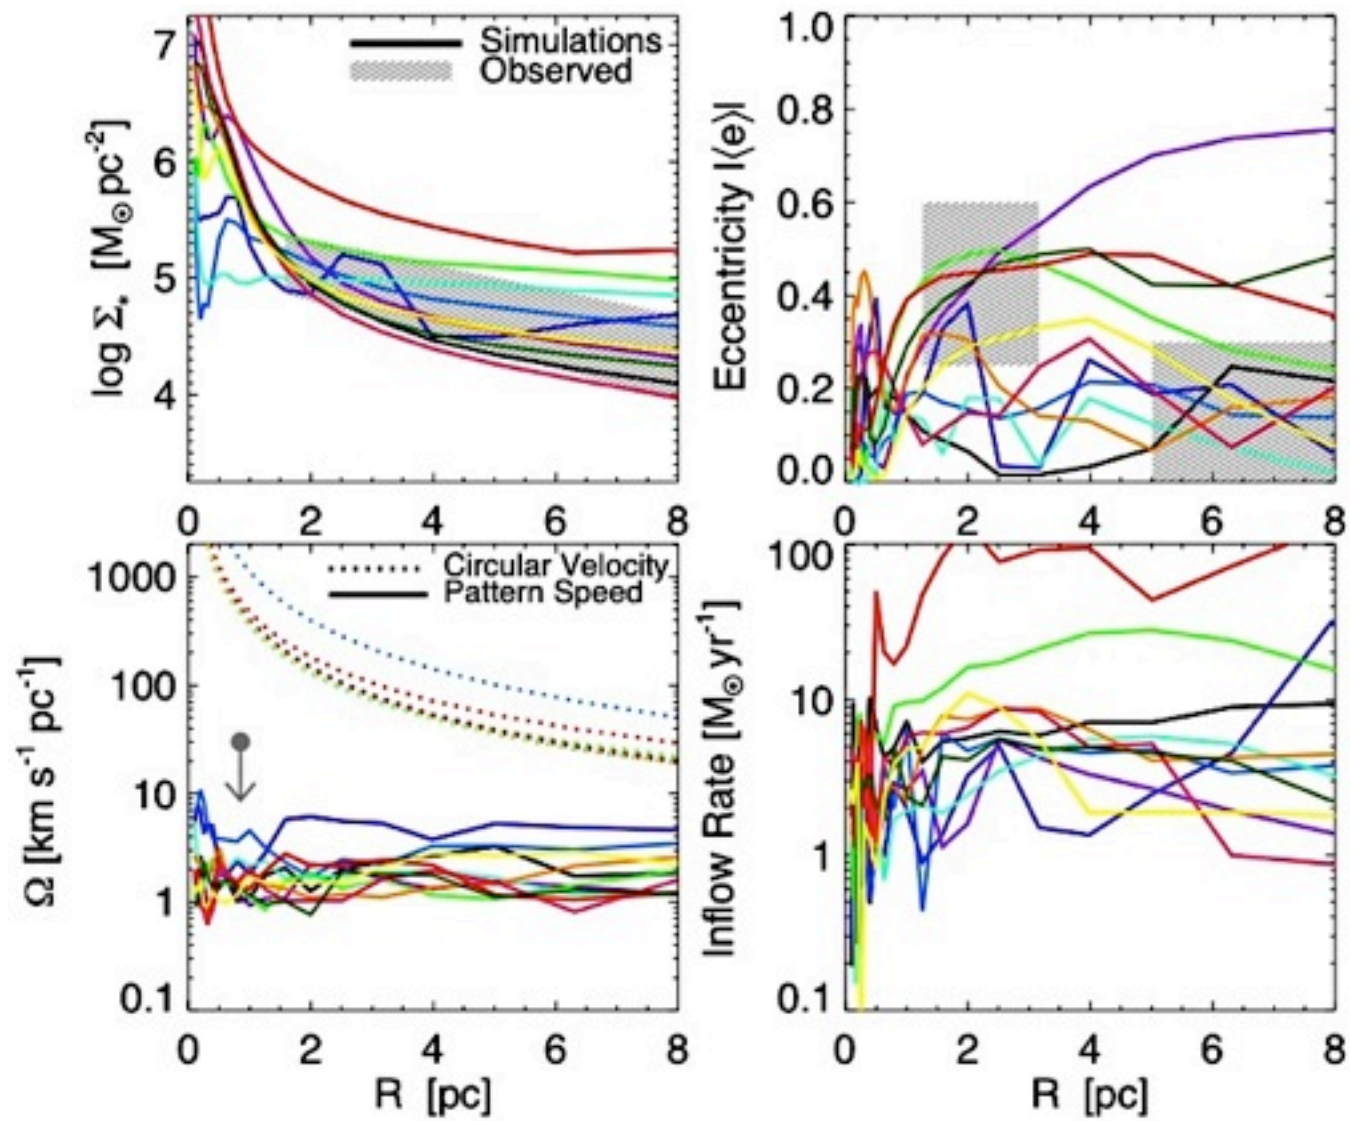 Simulations
Observed
log Σ* [M⊙pc-2]
7
6
5
4
0 2 4 6 8
Eccentricity |⟨e⟩|
1.0
0.8
0.6
0.4
0.2
0.0
0 2 4 6 8
Circular Velocity
Pattern Speed
Ω [km s-1 pc-1]
1000
100
10
1
0.1
0 2 4 6 8
R [pc]
Inflow Rate [M⊙yr-1]
100
10
1
0.1
0 2 4 6 8
R [pc]